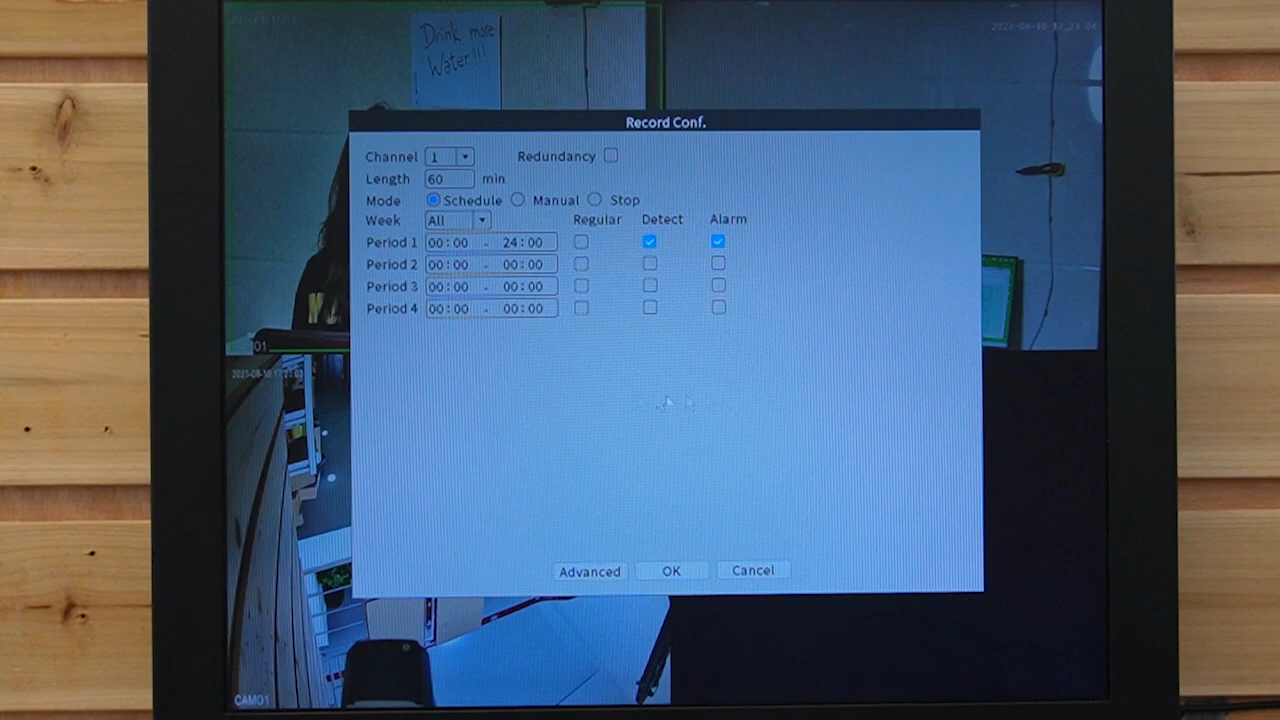 Drink more
Water!!!
Record Conf.
Channel 1 Redundancy
Length 60 min
Mode Schedule Manual Stop
Week All Regular Detect Alarm
Period 1 00:00 - 24:00
Period 2 00:00 - 00:00
Period 3 00:00 - 00:00
Period 4 00:00 - 00:00
Advanced OK Cancel
CAM01